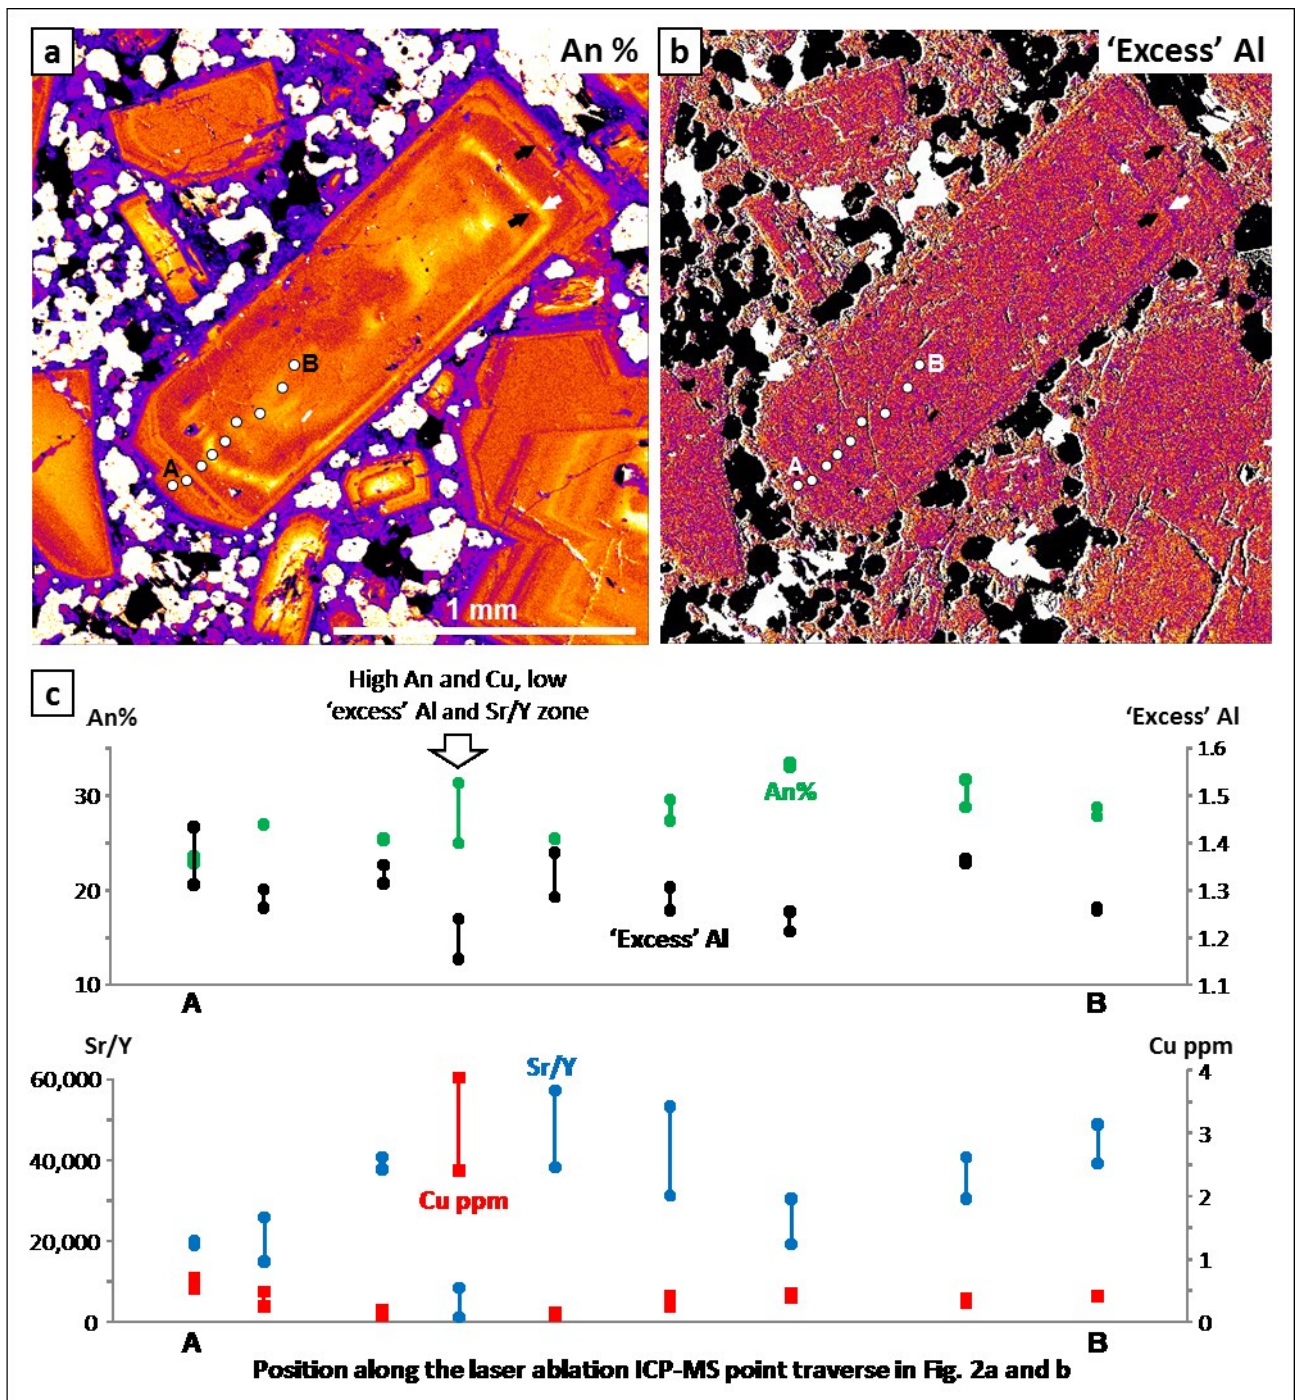 a
An %
b
'Excess' Al
B
A
1 mm
B
A
c
High An and Cu, low
'excess' Al and Sr/Y zone
An%
'Excess' Al
30
20
10
1.6
1.5
1.4
1.3
1.2
1.1
An%
'Excess' Al
A
B
Sr/Y
Cu ppm
60,000
40,000
20,000
0
4
3
2
1
0
Sr/Y
Cu ppm
A
B
Position along the laser ablation ICP-MS point traverse in Fig. 2a and b